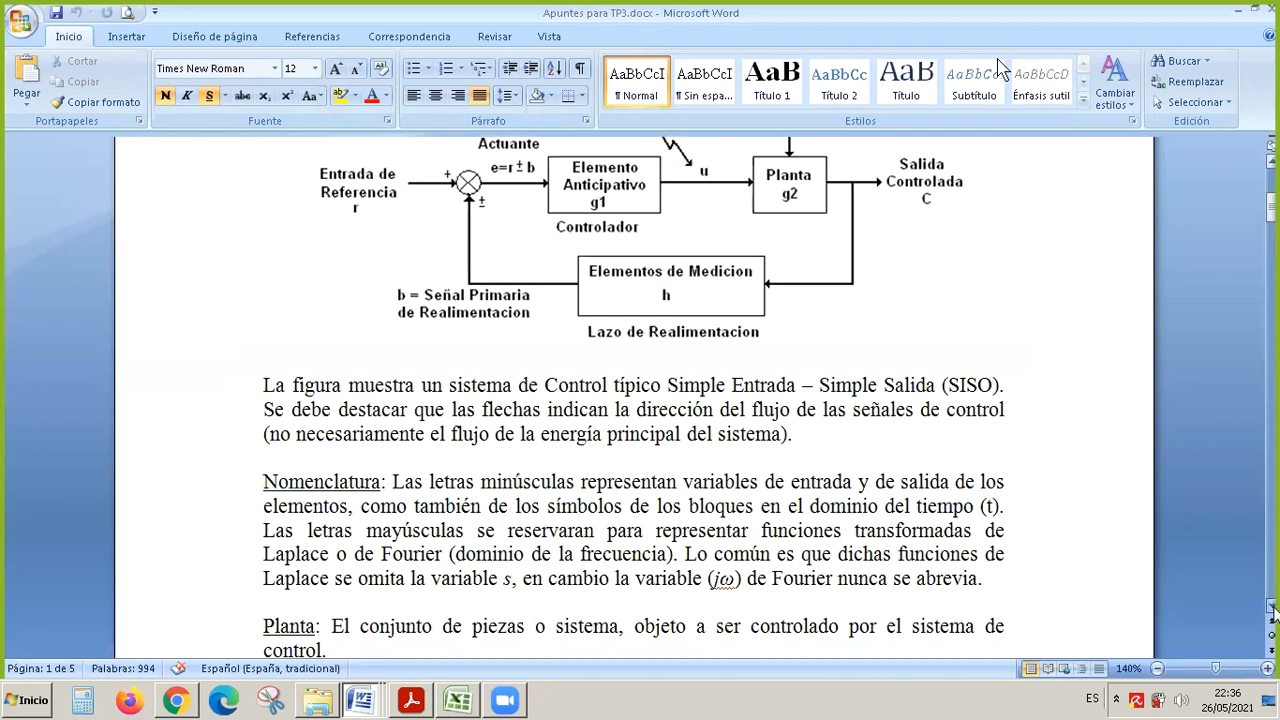 Apuntes para TP3.docx - Microsoft Word
Inicio Insertar Diseño de página Referencias Correspondencia Revisar Vista
Pegar
Cortar
Copiar
Copiar formato
Portapapeles
Times New Roman 12
N K S abc x₂ x² Aa
Fuente
Párrafo
AaBbCcI AaBbCcI AaB AaBbCc AaB AaBbCc AaBbCcD
¶ Normal ¶ Sin espa... Título 1 Título 2 Título Subtítulo Énfasis sutil
Cambiar
estilos
Estilos
Buscar
Reemplazar
Seleccionar
Edición
Actuante
e=r ± b
Entrada de
Referencia
r
+
±
Elemento
Anticipativo
g1
Controlador
u
Planta
g2
Salida
Controlada
C
Elementos de Medicion
h
b = Señal Primaria
de Realimentacion
Lazo de Realimentacion
La figura muestra un sistema de Control típico Simple Entrada – Simple Salida (SISO).
Se debe destacar que las flechas indican la dirección del flujo de las señales de control
(no necesariamente el flujo de la energía principal del sistema).
Nomenclatura: Las letras minúsculas representan variables de entrada y de salida de los
elementos, como también de los símbolos de los bloques en el dominio del tiempo (t).
Las letras mayúsculas se reservaran para representar funciones transformadas de
Laplace o de Fourier (dominio de la frecuencia). Lo común es que dichas funciones de
Laplace se omita la variable s, en cambio la variable (jω) de Fourier nunca se abrevia.
Planta: El conjunto de piezas o sistema, objeto a ser controlado por el sistema de
control.
Página: 1 de 5 Palabras: 994 Español (España, tradicional) 140%
Inicio
ES
22:36
26/05/2021